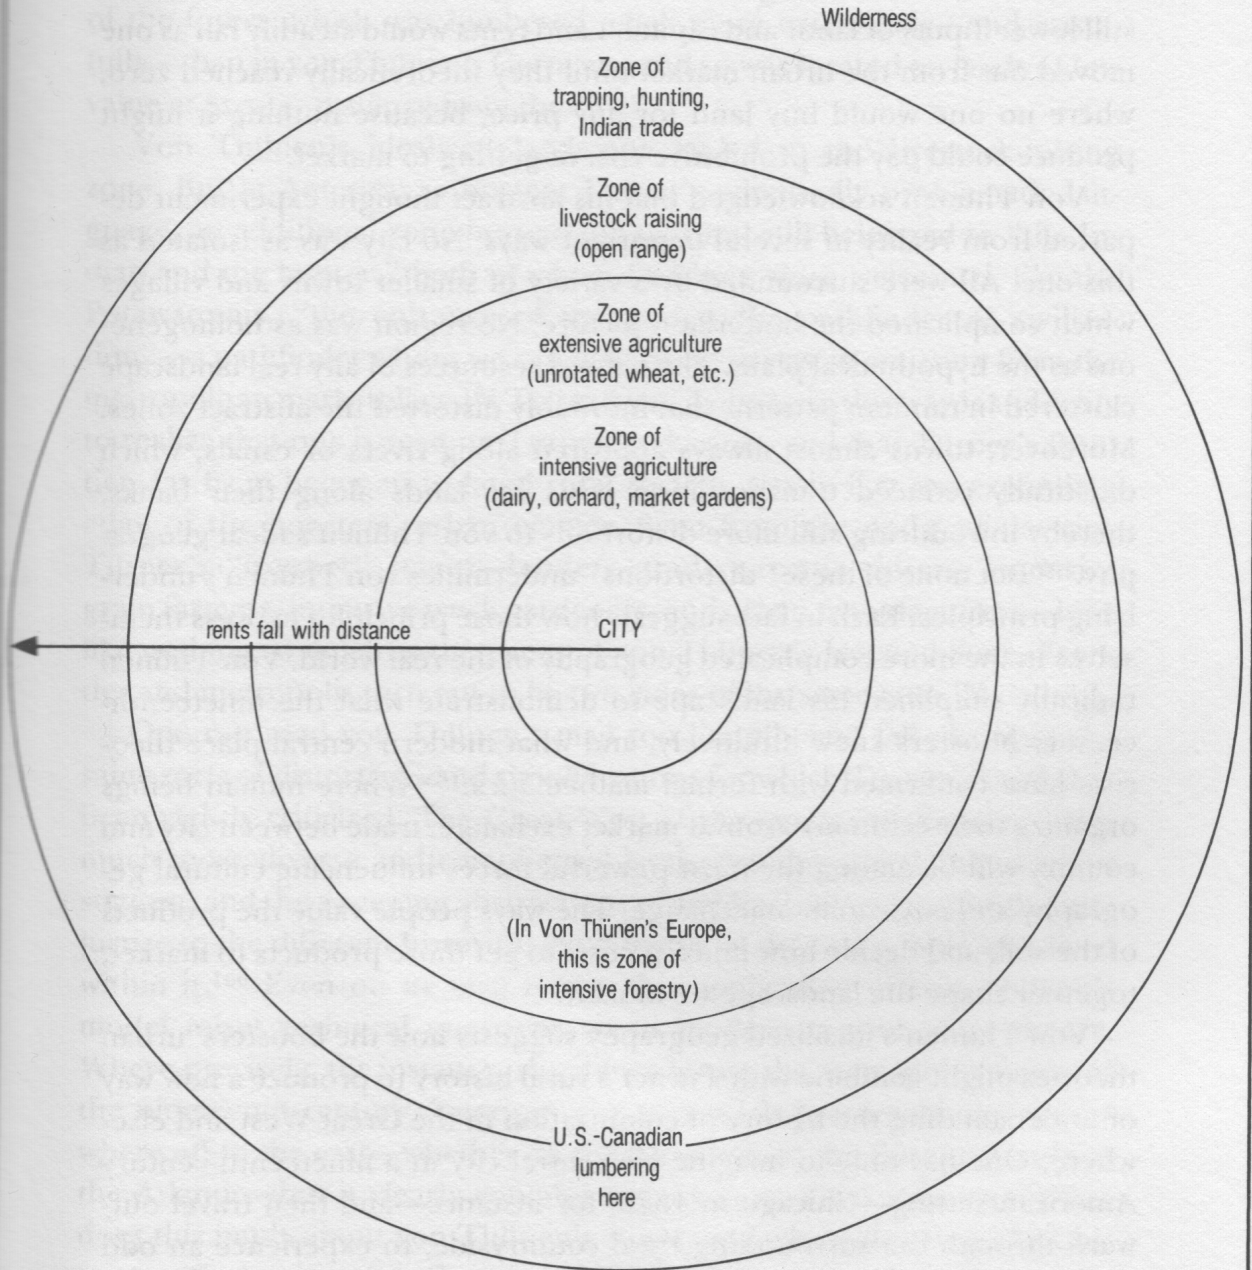 Wilderness
Zone of
trapping, hunting,
Indian trade
Zone of
livestock raising
(open range)
Zone of
extensive agriculture
(unrotated wheat, etc.)
Zone of
intensive agriculture
(dairy, orchard, market gardens)
rents fall with distance
CITY
(In Von Thünen's Europe,
this is zone of
intensive forestry)
U.S.-Canadian
lumbering
here